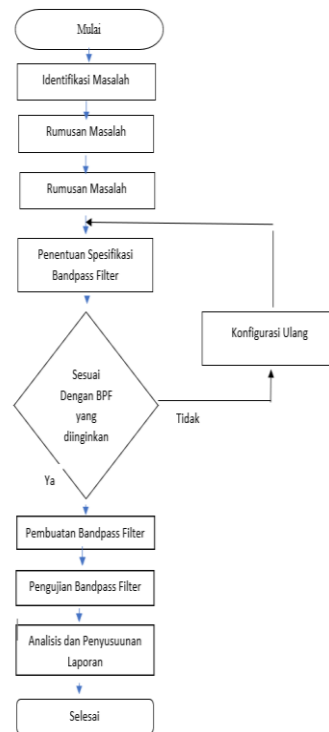 Mulai
Identifikasi Masalah
Rumusan Masalah
Rumusan Masalah
Penentuan Spesifikasi
Bandpass Filter
Konfigurasi Ulang
Sesuai
Dengan BPF
yang
diinginkan
Tidak
Ya
Pembuatan Bandpass Filter
Pengujian Bandpass Filter
Analisis dan Penyusuunan
Laporan
Selesai